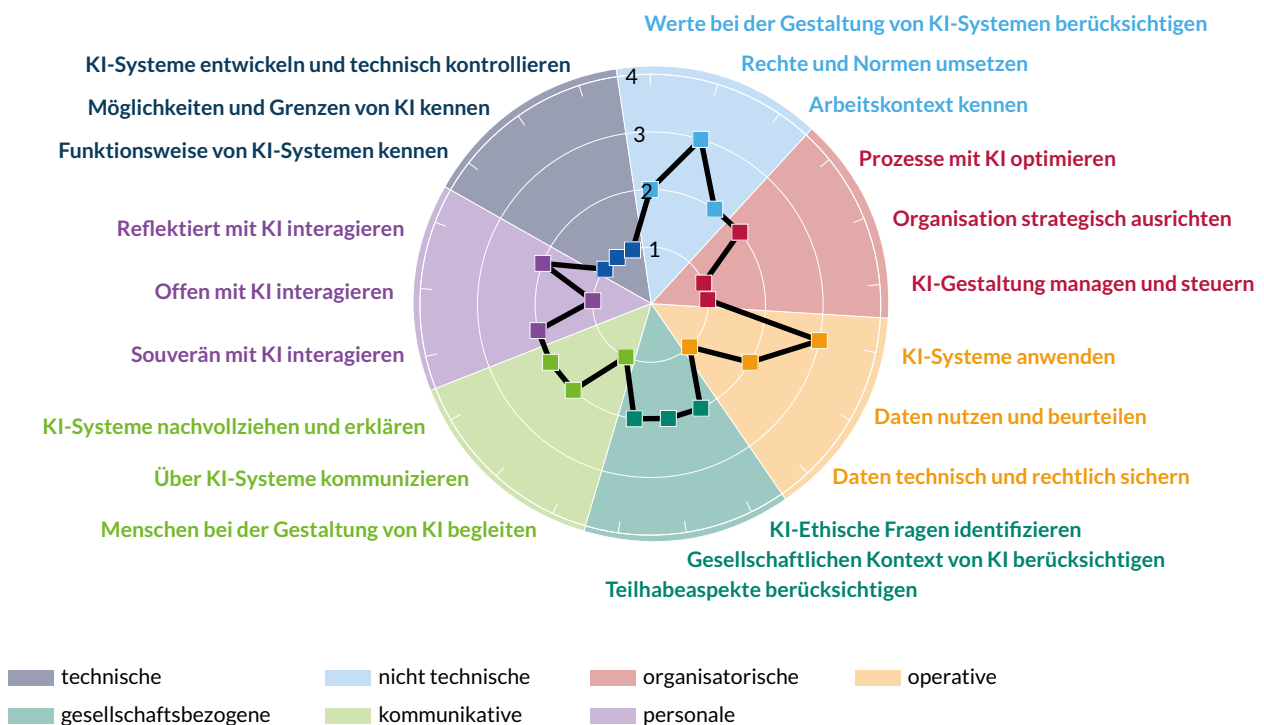 Werte bei der Gestaltung von KI-Systemen berücksichtigen
KI-Systeme entwickeln und technisch kontrollieren
Rechte und Normen umsetzen
4
Möglichkeiten und Grenzen von KI kennen
Arbeitskontext kennen
3
Funktionsweise von KI-Systemen kennen
Prozesse mit KI optimieren
2
Reflektiert mit KI interagieren
Organisation strategisch ausrichten
1
Offen mit KI interagieren
KI-Gestaltung managen und steuern
Souverän mit KI interagieren
KI-Systeme anwenden
KI-Systeme nachvollziehen und erklären
Daten nutzen und beurteilen
Über KI-Systeme kommunizieren
Daten technisch und rechtlich sichern
Menschen bei der Gestaltung von KI begleiten
KI-Ethische Fragen identifizieren
Gesellschaftlichen Kontext von KI berücksichtigen
Teilhabeaspekte berücksichtigen
technische
nicht technische
organisatorische
operative
gesellschaftsbezogene
kommunikative
personale